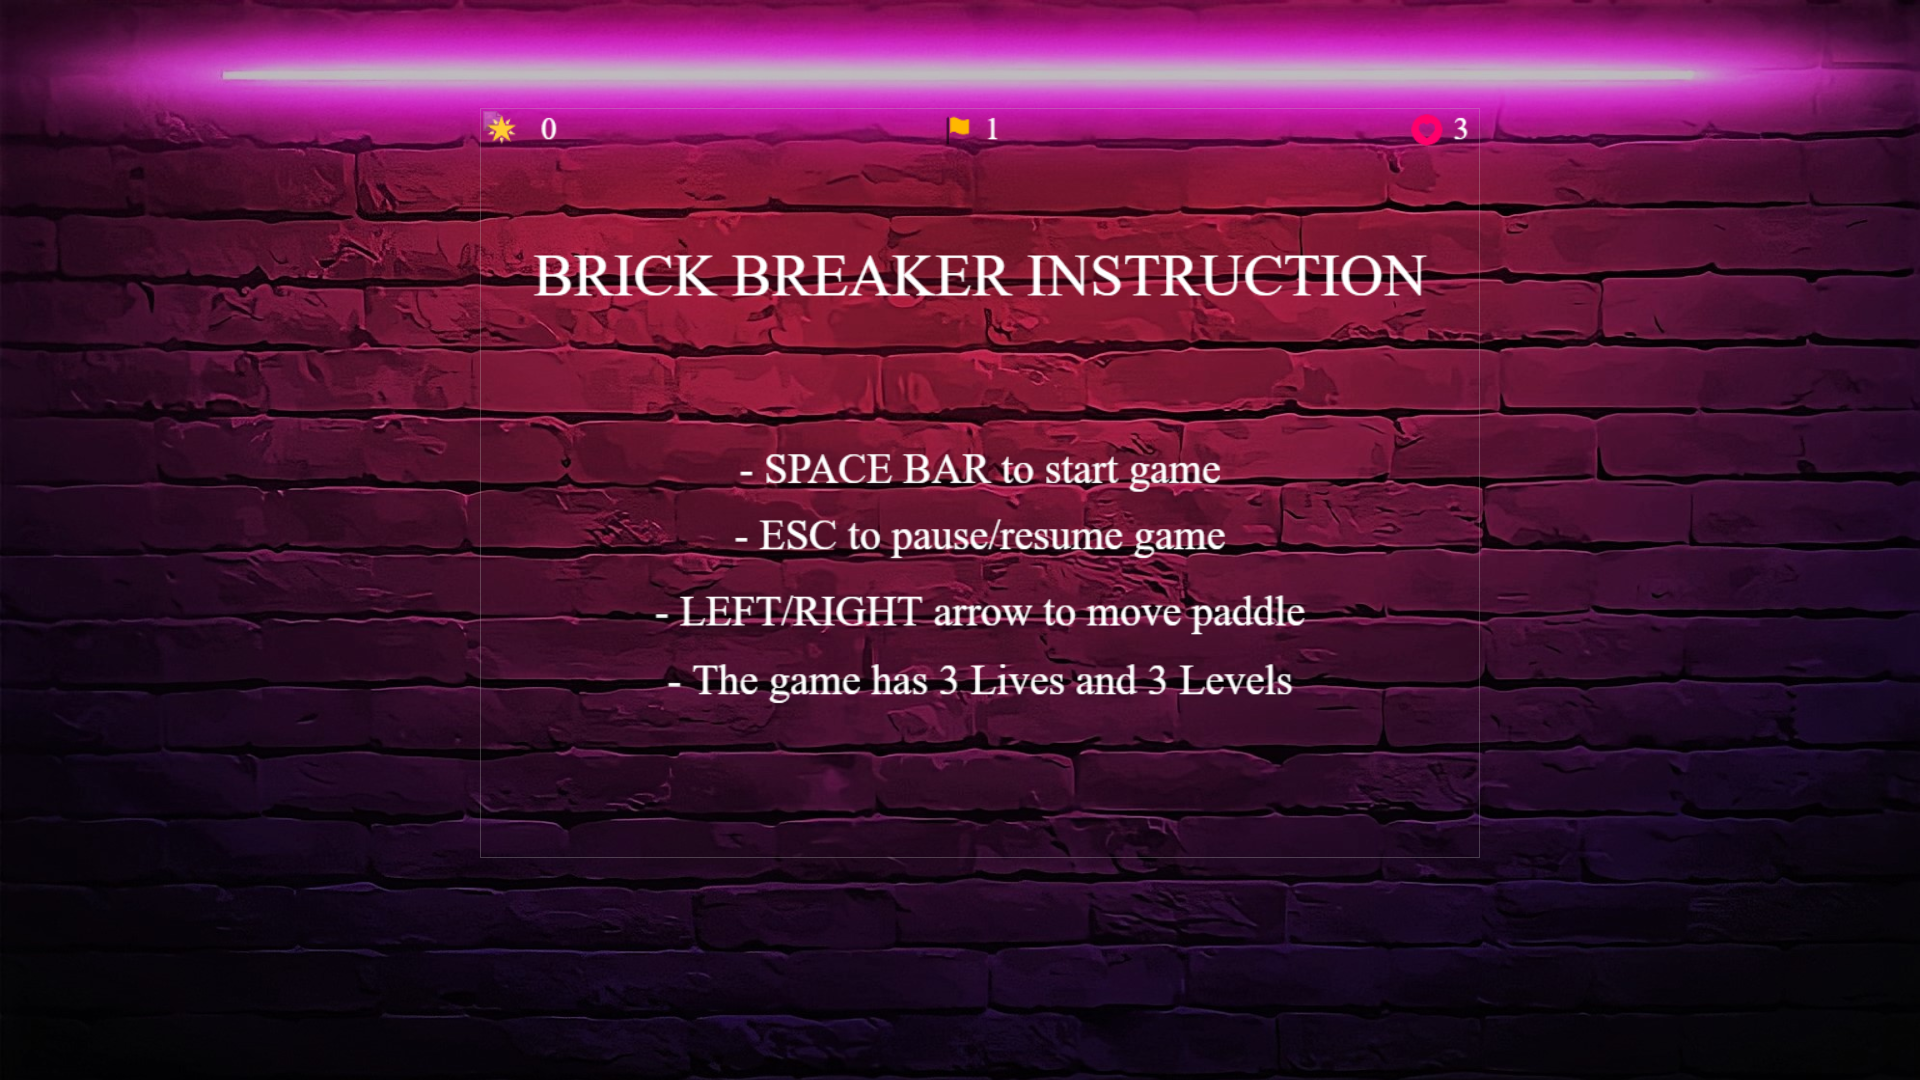 0 1 3
BRICK BREAKER INSTRUCTION
- SPACE BAR to start game
- ESC to pause/resume game
- LEFT/RIGHT arrow to move paddle
- The game has 3 Lives and 3 Levels